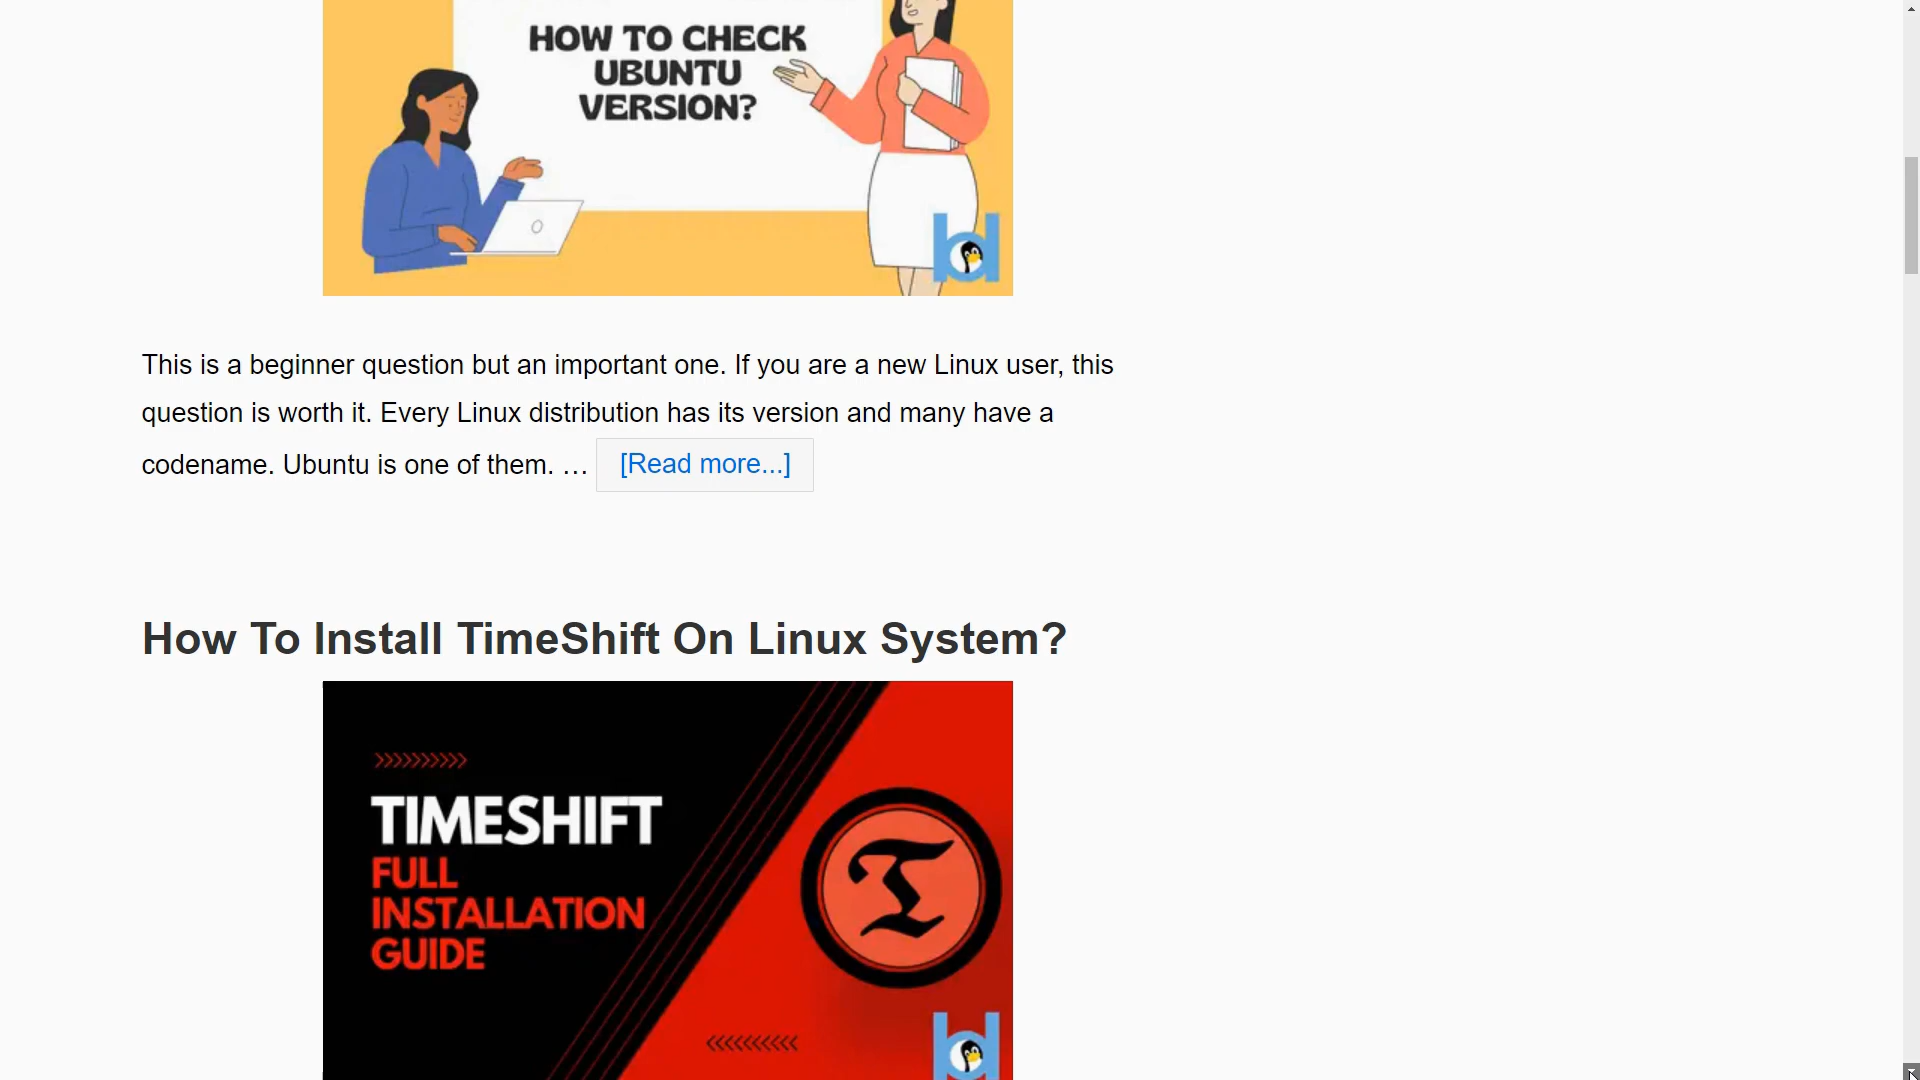 HOW TO CHECK
UBUNTU
VERSION?
This is a beginner question but an important one. If you are a new Linux user, this
question is worth it. Every Linux distribution has its version and many have a
codename. Ubuntu is one of them. … [Read more...]
How To Install TimeShift On Linux System?
TIMESHIFT
FULL
INSTALLATION
GUIDE